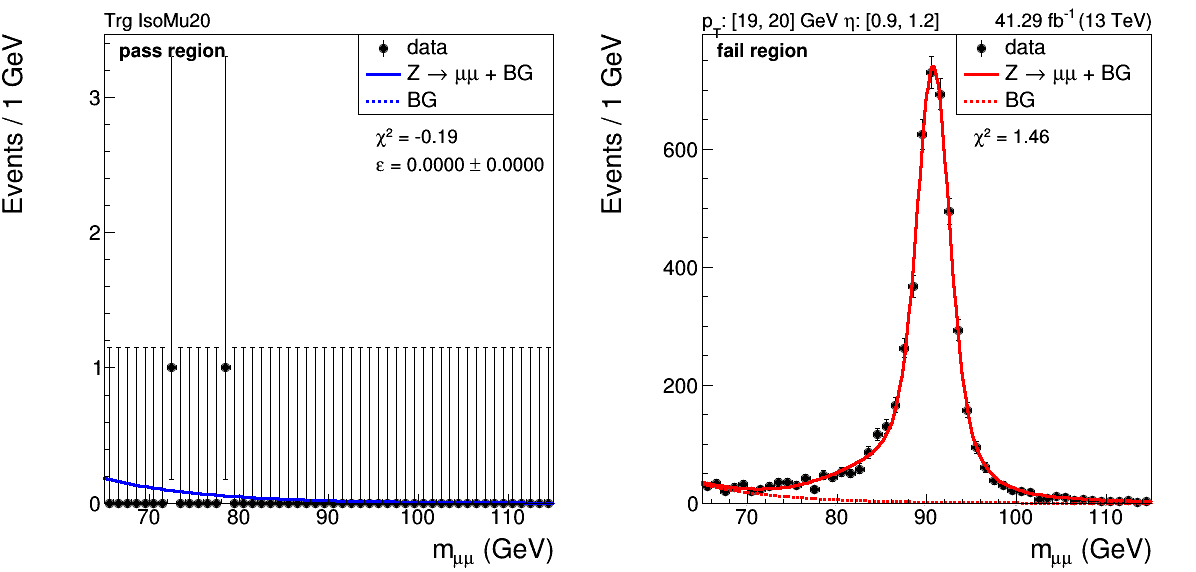 Trg IsoMu20
pass region
data
Z → μμ + BG
BG
χ² = -0.19
ε = 0.0000 ± 0.0000
Events / 1 GeV
3
2
1
0
70 80 90 100 110
m_μμ (GeV)
p_T: [19, 20] GeV η: [0.9, 1.2] 41.29 fb⁻¹ (13 TeV)
fail region
data
Z → μμ + BG
BG
χ² = 1.46
Events / 1 GeV
600
400
200
0
70 80 90 100 110
m_μμ (GeV)